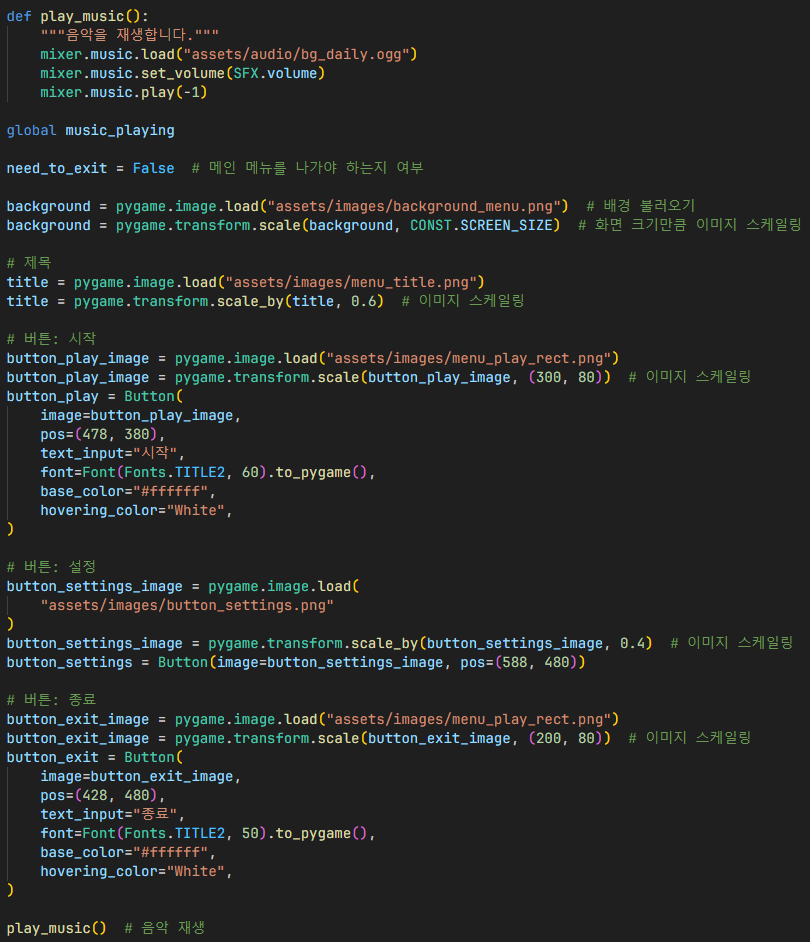 def play_music():
    """음악을 재생합니다."""
    mixer.music.load("assets/audio/bg_daily.ogg")
    mixer.music.set_volume(SFX.volume)
    mixer.music.play(-1)

global music_playing

need_to_exit = False  # 메인 메뉴를 나가야 하는지 여부

background = pygame.image.load("assets/images/background_menu.png")  # 배경 불러오기
background = pygame.transform.scale(background, CONST.SCREEN_SIZE)  # 화면 크기만큼 이미지 스케일링

# 제목
title = pygame.image.load("assets/images/menu_title.png")
title = pygame.transform.scale_by(title, 0.6)  # 이미지 스케일링

# 버튼: 시작
button_play_image = pygame.image.load("assets/images/menu_play_rect.png")
button_play_image = pygame.transform.scale(button_play_image, (300, 80))  # 이미지 스케일링
button_play = Button(
    image=button_play_image,
    pos=(478, 380),
    text_input="시작",
    font=Font(Fonts.TITLE2, 60).to_pygame(),
    base_color="#ffffff",
    hovering_color="White",
)

# 버튼: 설정
button_settings_image = pygame.image.load(
    "assets/images/button_settings.png"
)
button_settings_image = pygame.transform.scale_by(button_settings_image, 0.4)  # 이미지 스케일링
button_settings = Button(image=button_settings_image, pos=(588, 480))

# 버튼: 종료
button_exit_image = pygame.image.load("assets/images/menu_play_rect.png")
button_exit_image = pygame.transform.scale(button_exit_image, (200, 80))  # 이미지 스케일링
button_exit = Button(
    image=button_exit_image,
    pos=(428, 480),
    text_input="종료",
    font=Font(Fonts.TITLE2, 50).to_pygame(),
    base_color="#ffffff",
    hovering_color="White",
)

play_music()  # 음악 재생